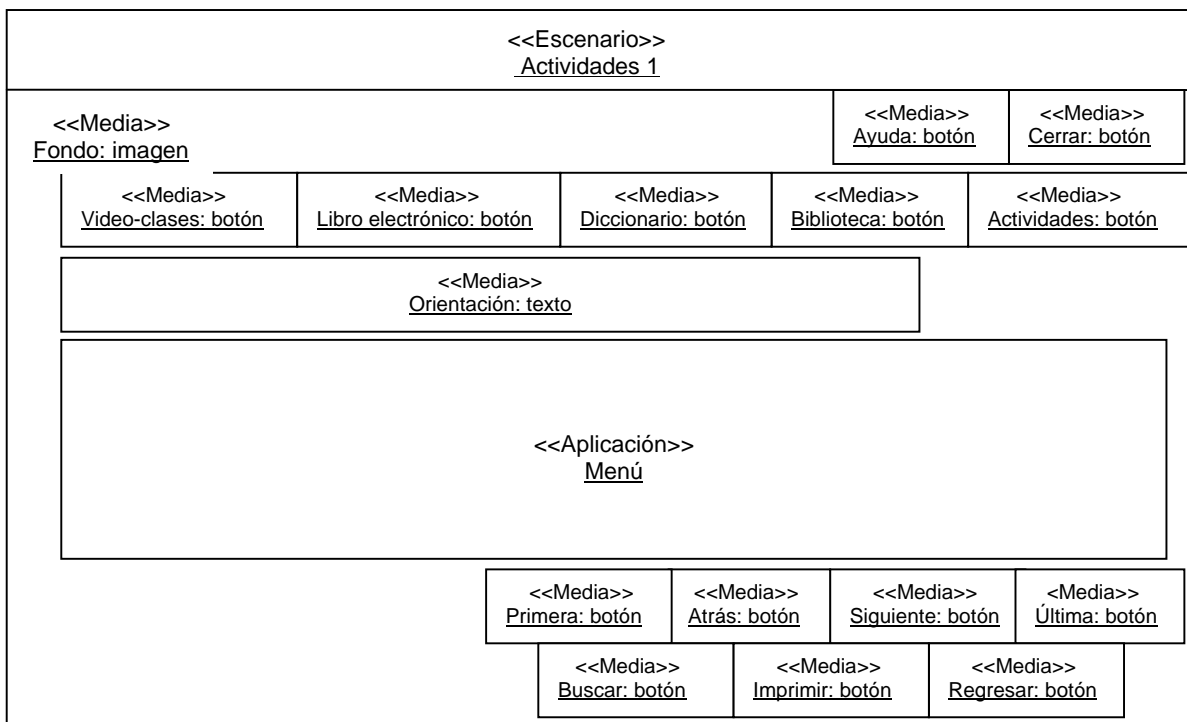 <<Escenario>>
Actividades 1
<<Media>>
Fondo: imagen
<<Media>>
Ayuda: botón
<<Media>>
Cerrar: botón
<<Media>>
Video-clases: botón
<<Media>>
Libro electrónico: botón
<<Media>>
Diccionario: botón
<<Media>>
Biblioteca: botón
<<Media>>
Actividades: botón
<<Media>>
Orientación: texto
<<Aplicación>>
Menú
<<Media>>
Primera: botón
<<Media>>
Atrás: botón
<<Media>>
Siguiente: botón
<Media>>
Última: botón
<<Media>>
Buscar: botón
<<Media>>
Imprimir: botón
<<Media>>
Regresar: botón